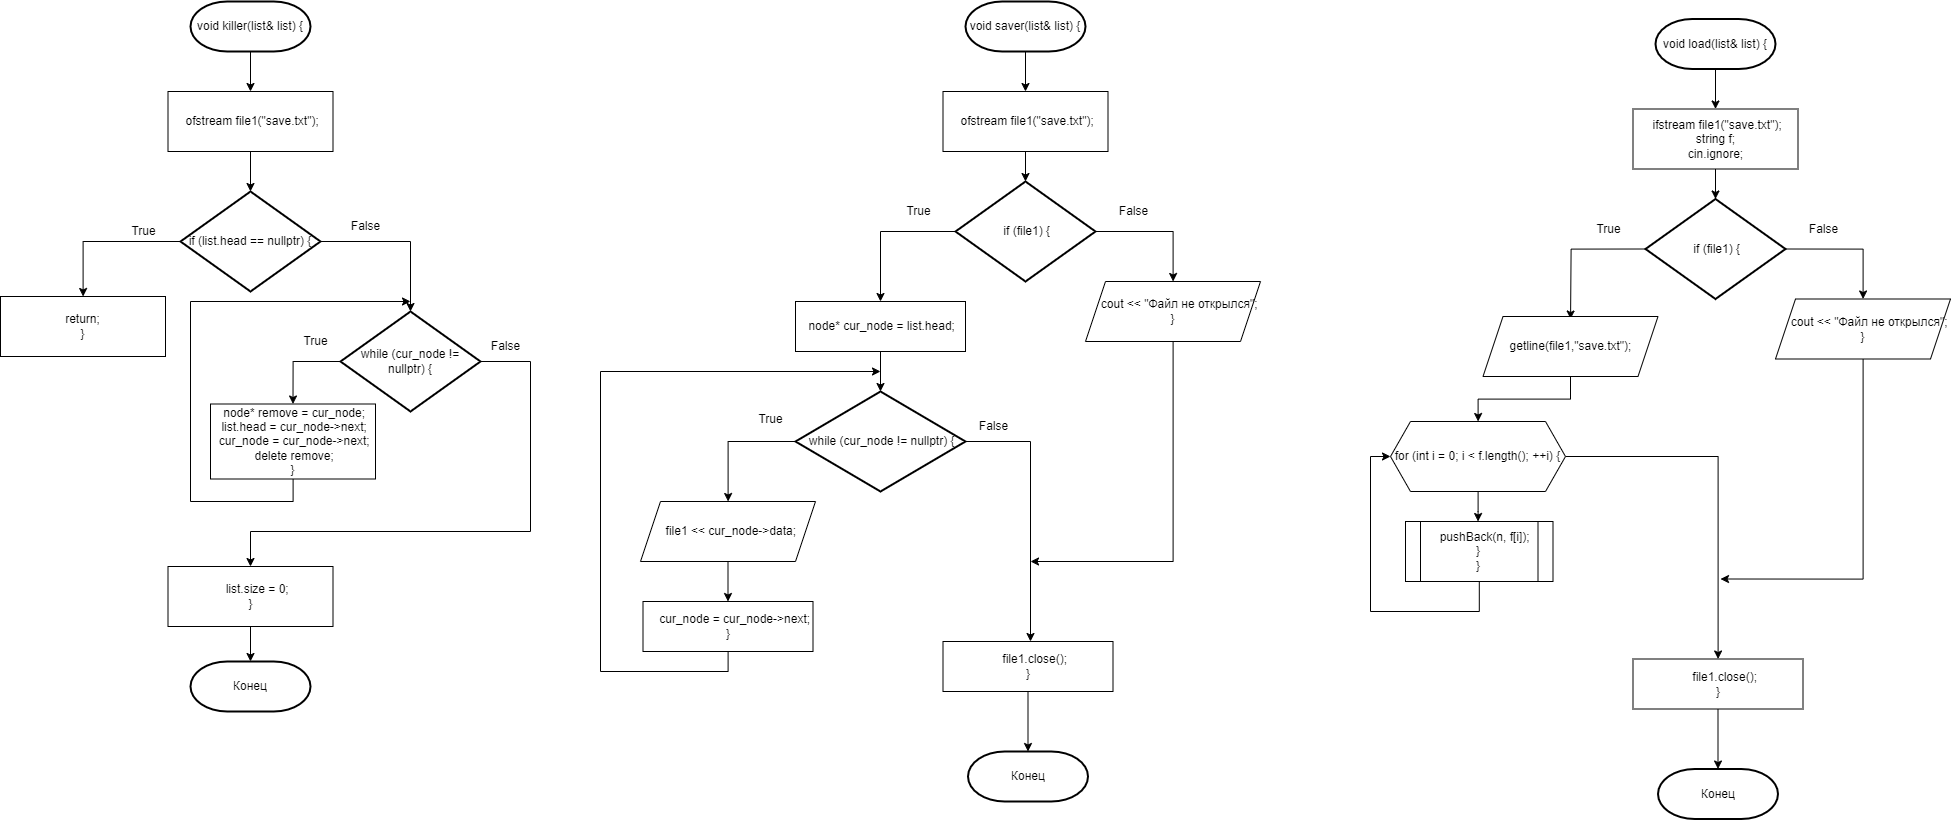 void killer(list& list) {
ofstream file1("save.txt");
if (list.head == nullptr) {
True
False
return;
}
while (cur_node !=
nullptr) {
True
False
node* remove = cur_node;
list.head = cur_node->next;
cur_node = cur_node->next;
delete remove;
}
list.size = 0;
}
Конец
void saver(list& list) {
ofstream file1("save.txt");
if (file1) {
True
False
node* cur_node = list.head;
cout << "Файл не открылся";
}
while (cur_node != nullptr) {
True
False
file1 << cur_node->data;
cur_node = cur_node->next;
}
file1.close();
}
Конец
void load(list& list) {
ifstream file1("save.txt");
string f;
cin.ignore;
if (file1) {
True
False
getline(file1,"save.txt");
cout << "Файл не открылся";
}
for (int i = 0; i < f.length(); ++i) {
pushBack(n, f[i]);
}
}
file1.close();
}
Конец